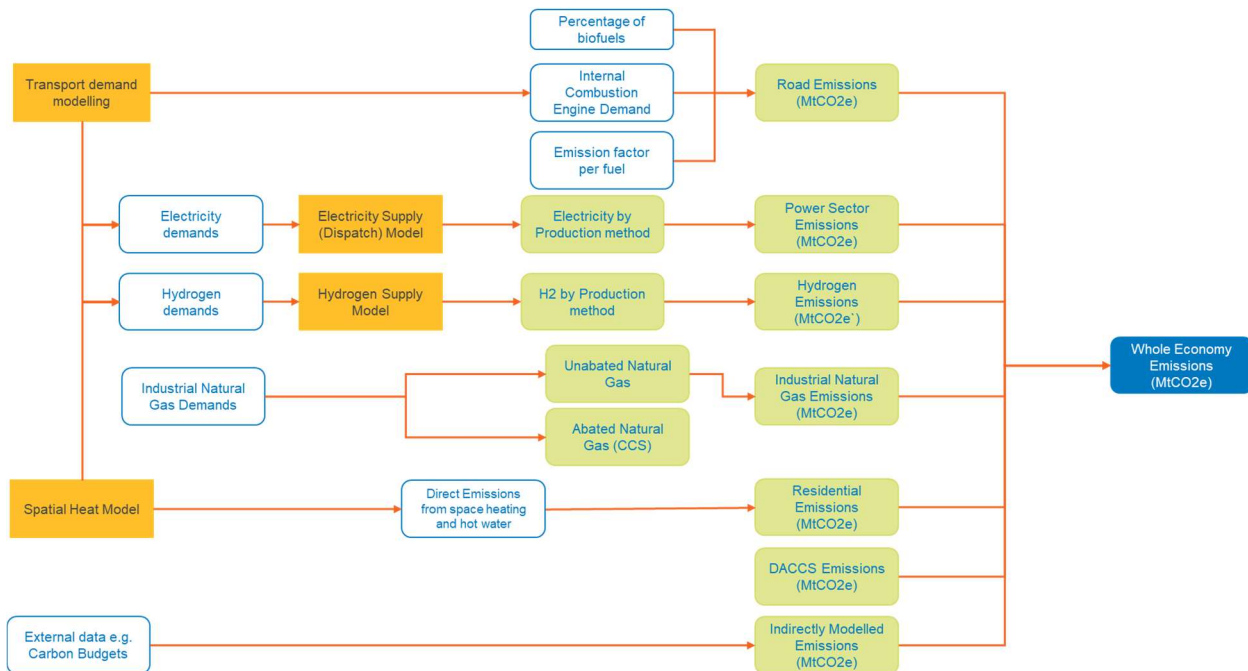 Percentage of
biofuels
Transport demand
modelling
Internal
Combustion
Engine Demand
Road Emissions
(MtCO2e)
Emission factor
per fuel
Electricity
demands
Electricity Supply
(Dispatch) Model
Electricity by
Production method
Power Sector
Emissions
(MtCO2e)
Hydrogen
demands
Hydrogen Supply
Model
H2 by Production
method
Hydrogen
Emissions
(MtCO2e`)
Whole Economy
Emissions
(MtCO2e)
Industrial Natural
Gas Demands
Unabated Natural
Gas
Industrial Natural
Gas Emissions
(MtCO2e)
Abated Natural
Gas (CCS)
Spatial Heat Model
Direct Emissions
from space heating
and hot water
Residential
Emissions
(MtCO2e)
DACCS Emissions
(MtCO2e)
External data e.g.
Carbon Budgets
Indirectly Modelled
Emissions
(MtCO2e)